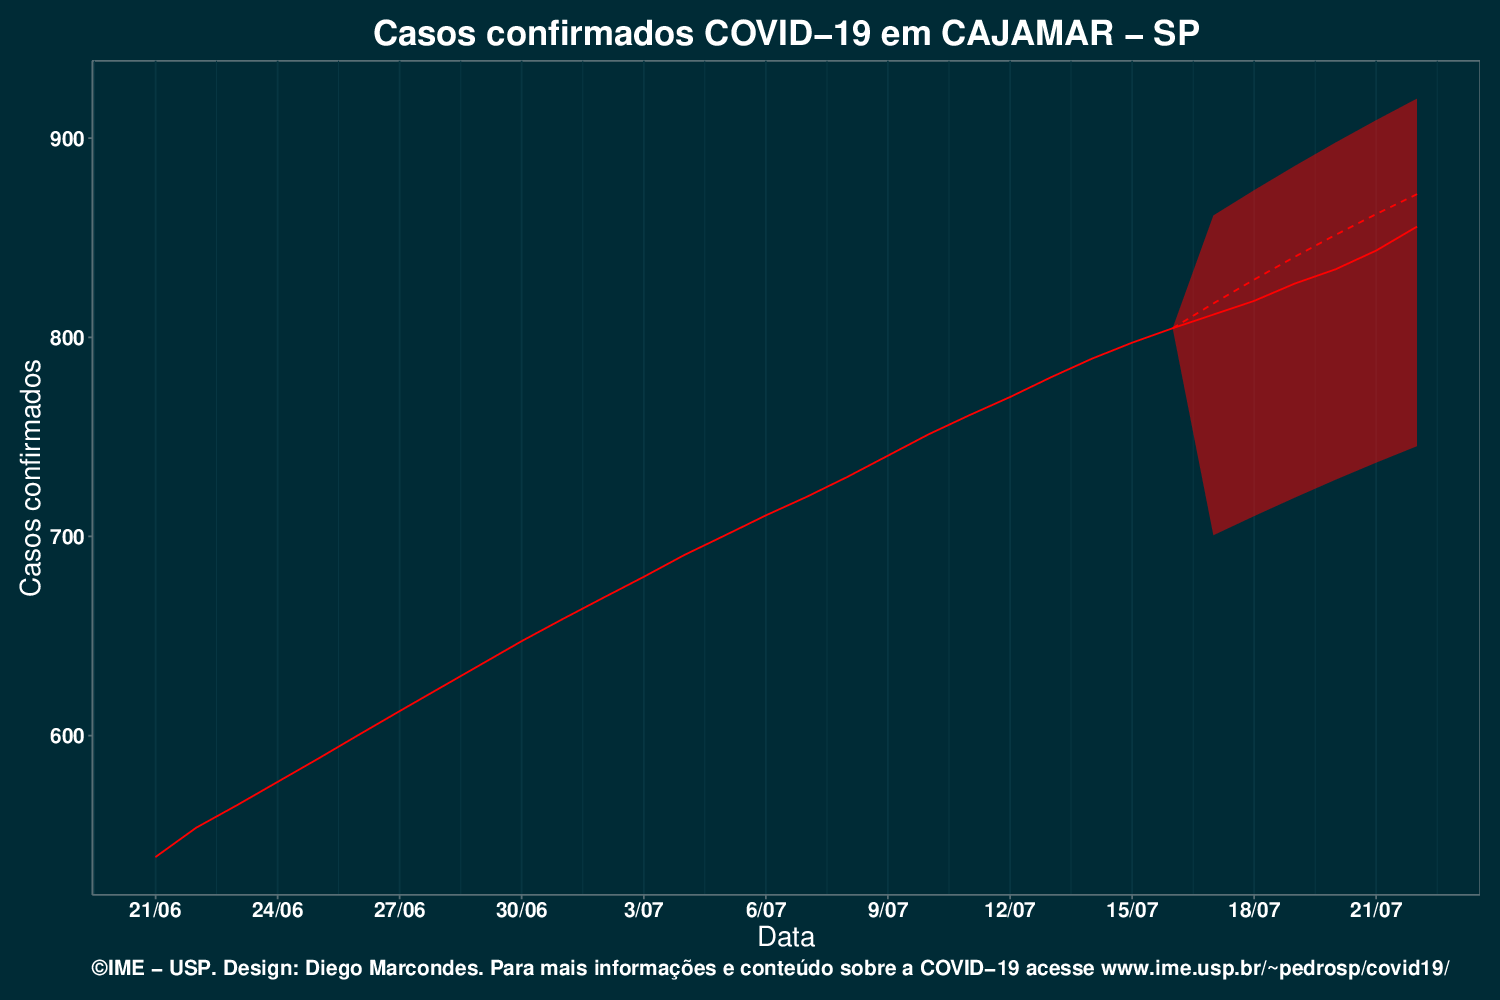 Casos confirmados COVID−19 em CAJAMAR − SP
Casos confirmados
900
800
700
600
21/06 24/06 27/06 30/06 3/07 6/07 9/07 12/07 15/07 18/07 21/07
Data
©IME − USP. Design: Diego Marcondes. Para mais informações e conteúdo sobre a COVID−19 acesse www.ime.usp.br/~pedrosp/covid19/